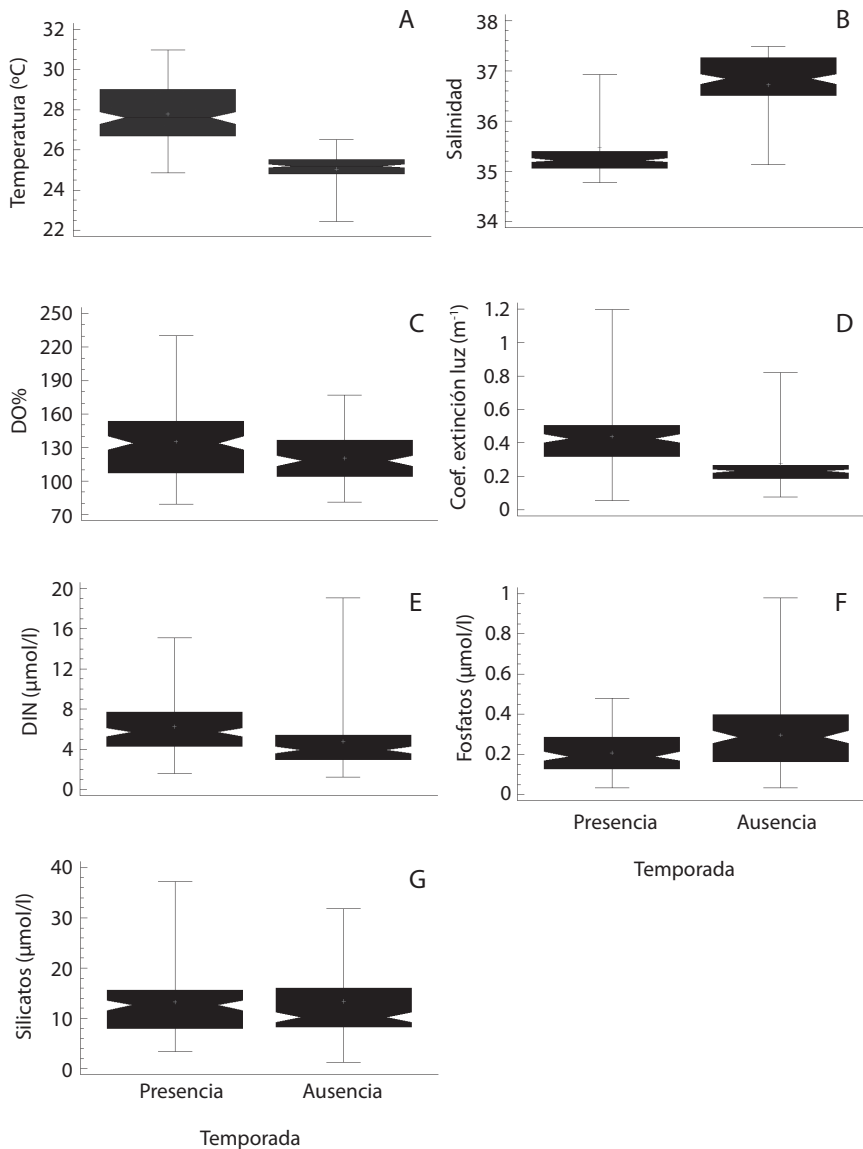 A
Temperatura (ºC)
32
30
28
26
24
22
B
Salinidad
38
37
36
35
34
C
DO%
250
220
190
160
130
100
70
D
Coef. extinción luz (m⁻¹)
1.2
1
0.8
0.6
0.4
0.2
0
E
DIN (µmol/l)
20
16
12
8
4
0
F
Fosfatos (µmol/l)
1
0.8
0.6
0.4
0.2
0
Presencia Ausencia
Temporada
G
Silicatos (µmol/l)
40
30
20
10
0
Presencia Ausencia
Temporada